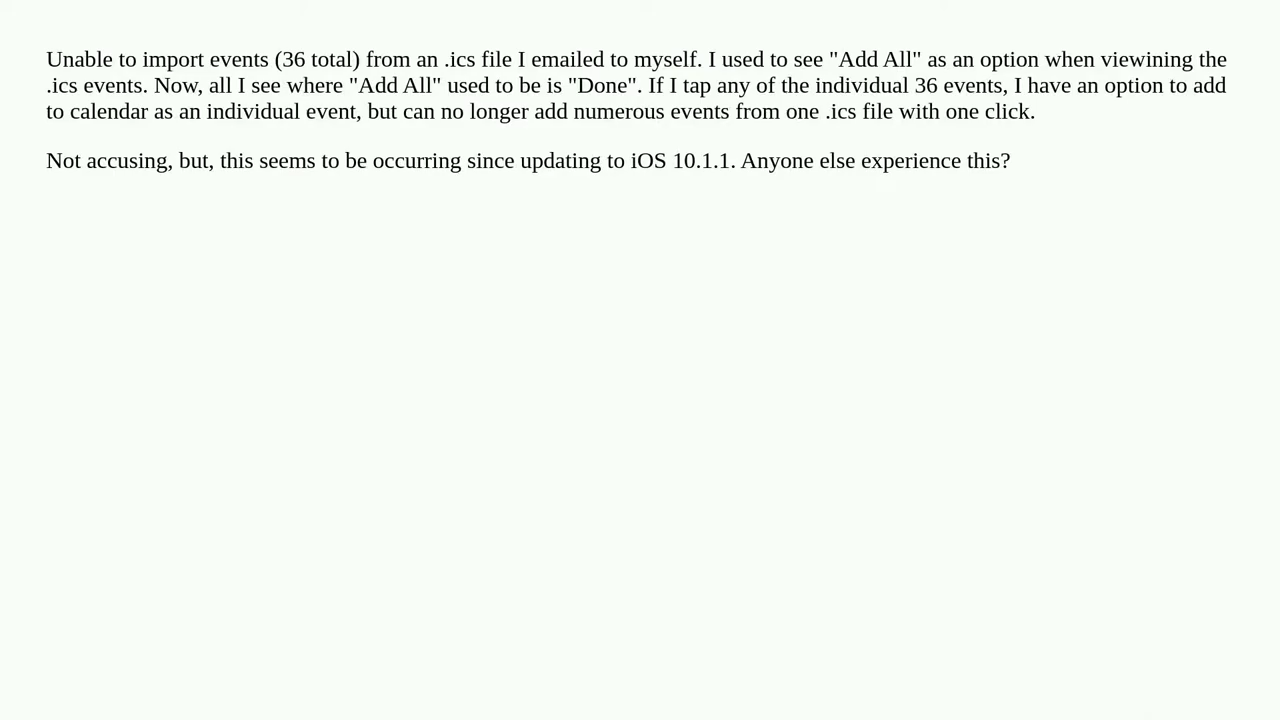 Unable to import events (36 total) from an .ics file I emailed to myself. I used to see "Add All" as an option when viewining the
.ics events. Now, all I see where "Add All" used to be is "Done". If I tap any of the individual 36 events, I have an option to add
to calendar as an individual event, but can no longer add numerous events from one .ics file with one click.
Not accusing, but, this seems to be occurring since updating to iOS 10.1.1. Anyone else experience this?